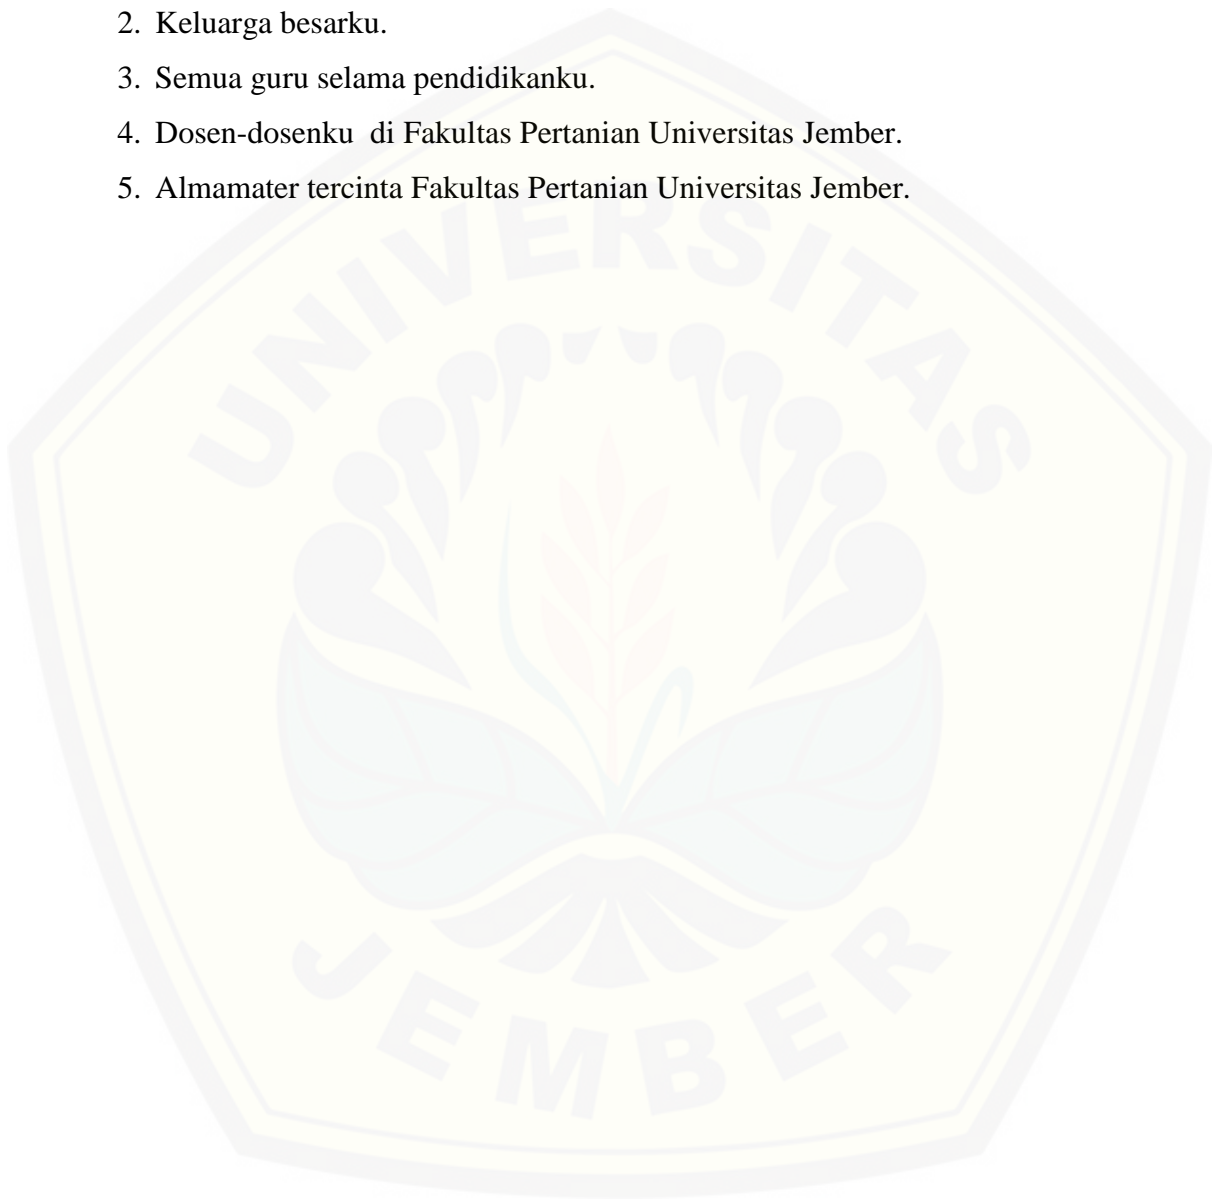 2. Keluarga besarku.
3. Semua guru selama pendidikanku.
4. Dosen-dosenku  di Fakultas Pertanian Universitas Jember.
5. Almamater tercinta Fakultas Pertanian Universitas Jember.
UNIVERSITAS
JEMBER